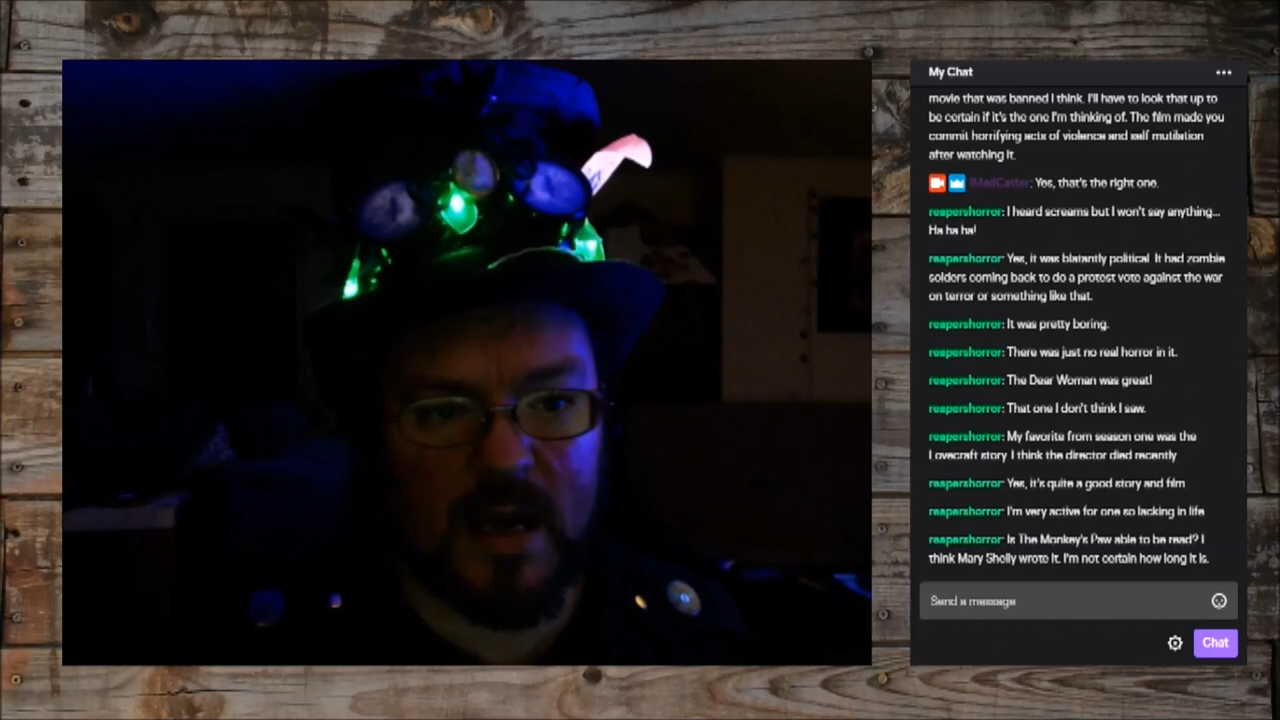 My Chat
movie that was banned I think. I'll have to look that up to
be certain if it's the one I'm thinking of. The film made you
commit horrifying acts of violence and self mutilation
after watching it.
MadCatter: Yes, that's the right one.
reapershorror: I heard screams but I won't say anything...
Ha ha ha!
reapershorror: Yes, it was blatantly political. It had zombie
solders coming back to do a protest vote against the war
on terror or something like that.
reapershorror: It was pretty boring.
reapershorror: There was just no real horror in it.
reapershorror: The Dear Woman was great!
reapershorror: That one I don't think I saw.
reapershorror: My favorite from season one was the
Lovecraft story. I think the director died recently
reapershorror: Yes, it's quite a good story and film
reapershorror: I'm very active for one so lacking in life
reapershorror: Is The Monkey's Paw able to be read? I
think Mary Shelly wrote it. I'm not certain how long it is.
Send a message
Chat